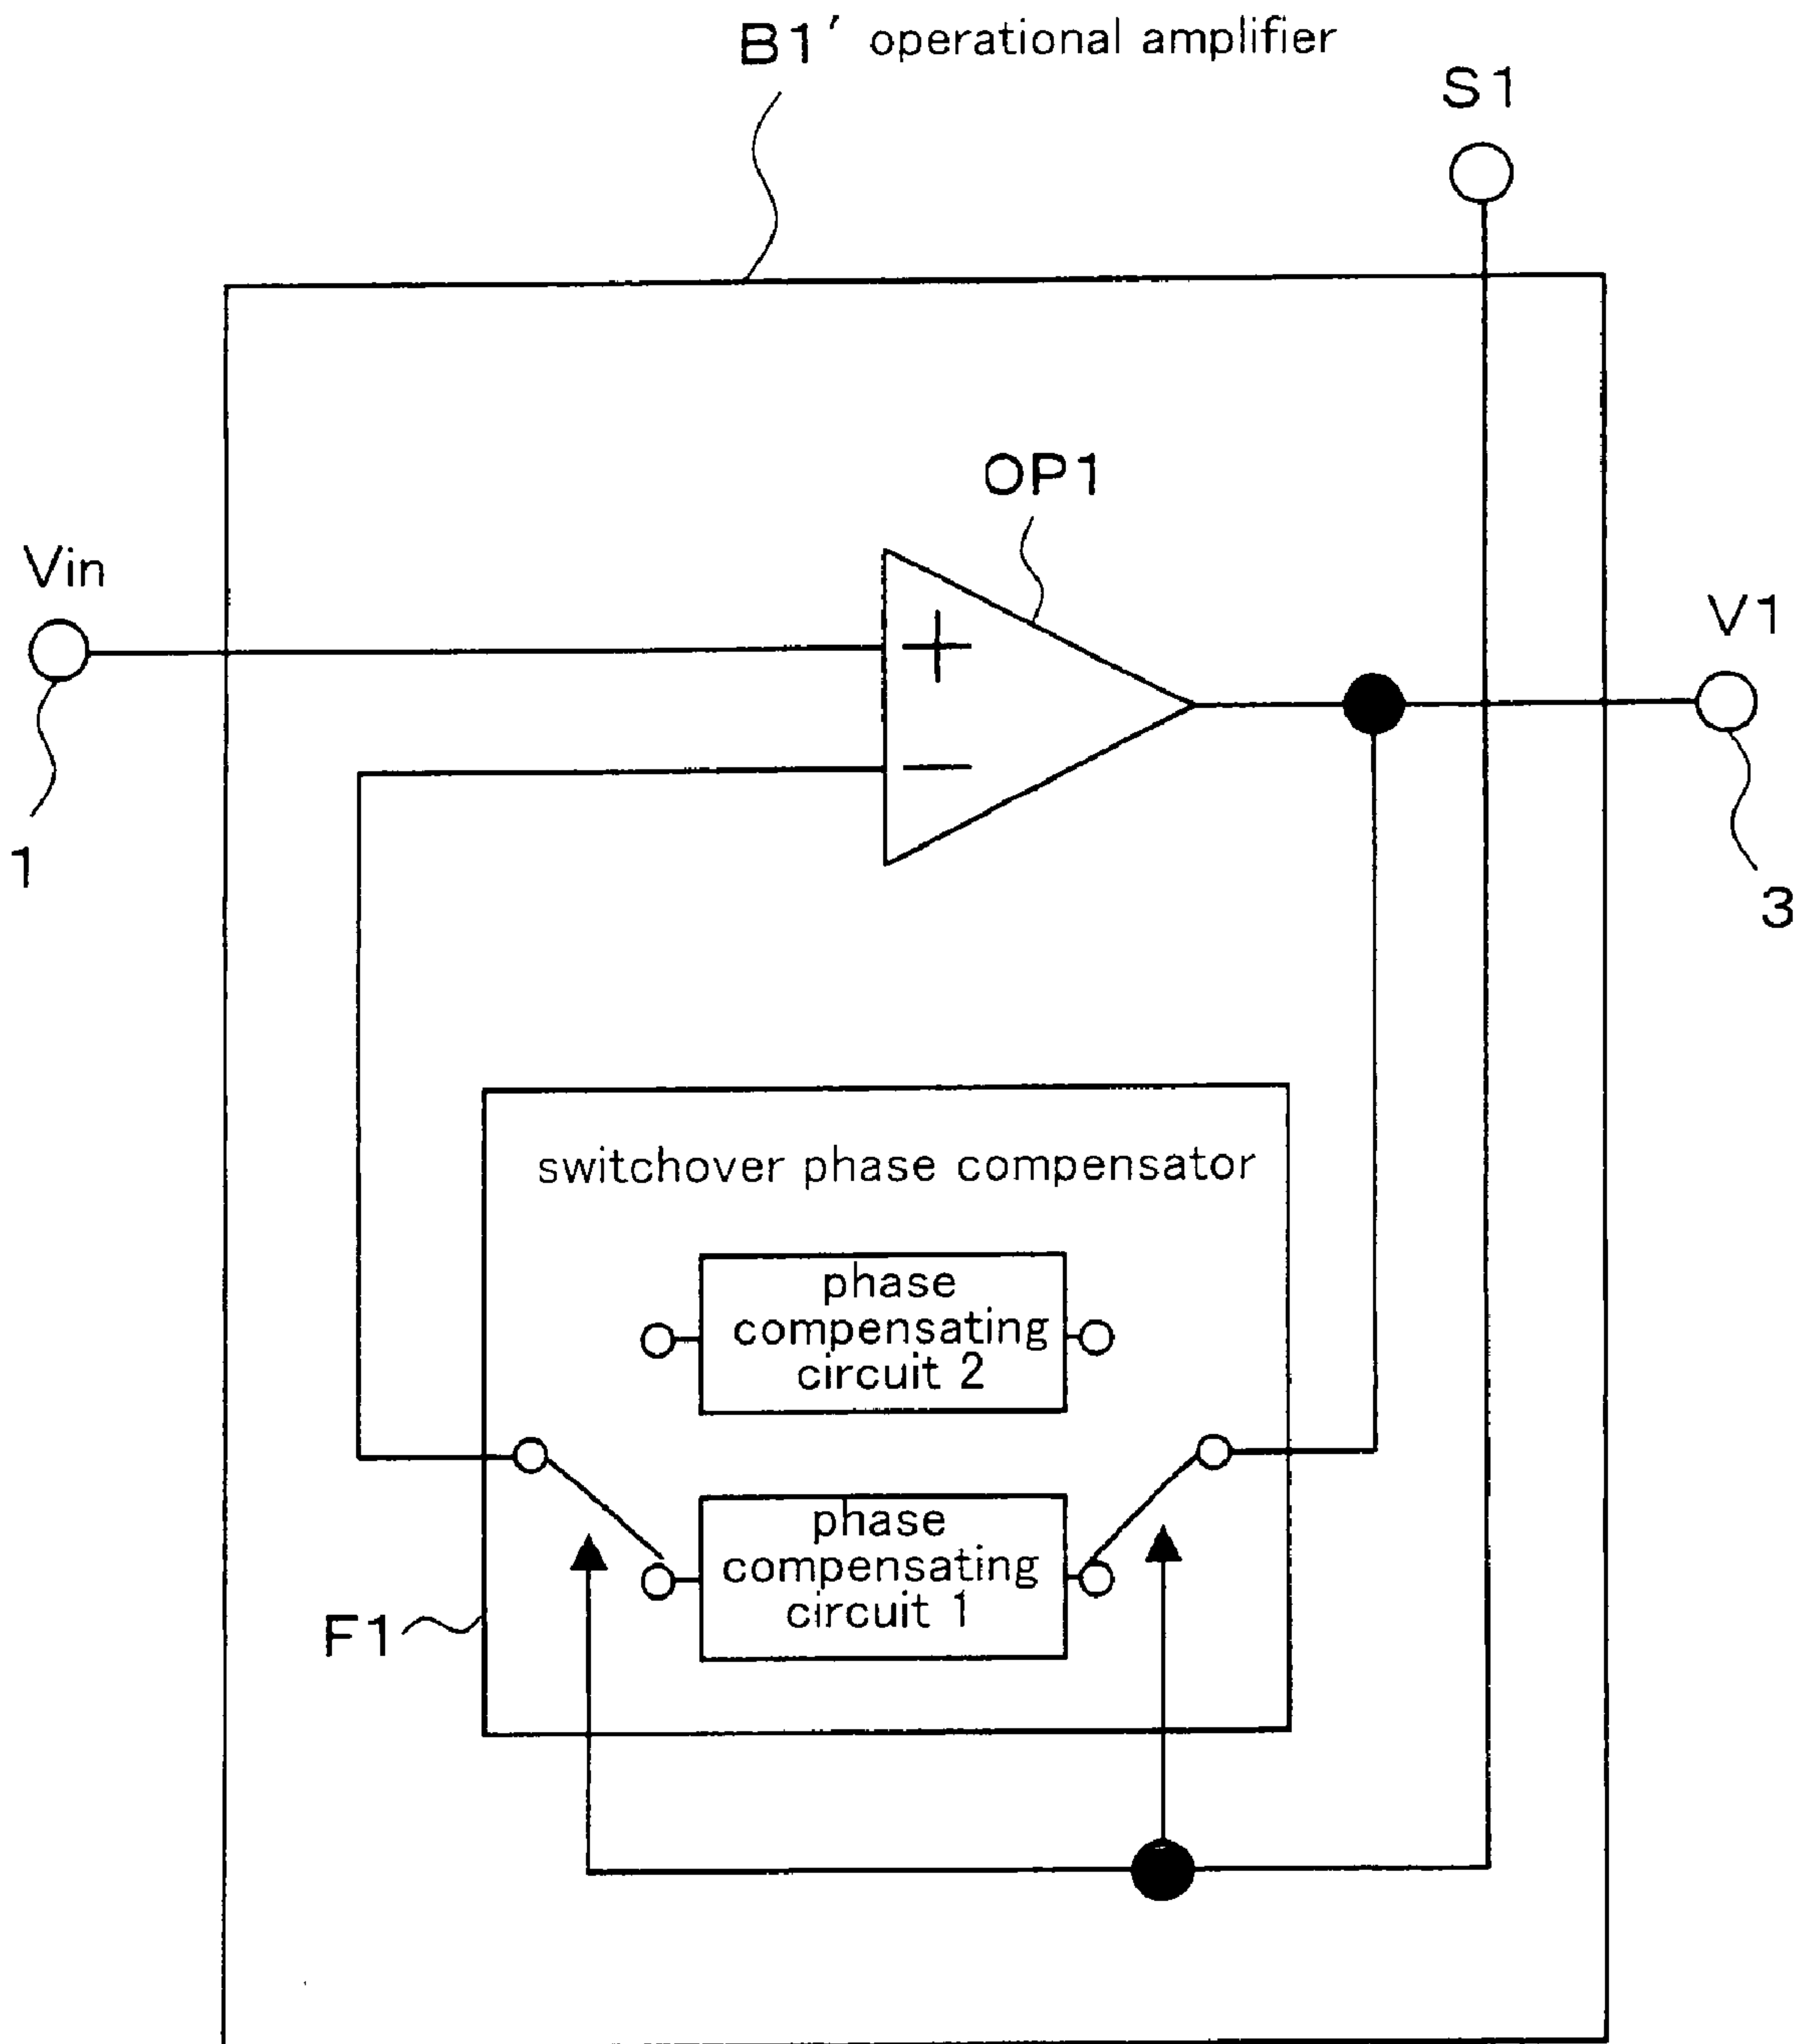 B1′ operational amplifier
S1
OP1
Vin
V1
1
3
switchover phase compensator
phase
compensating
circuit 2
phase
compensating
circuit 1
F1
+
−